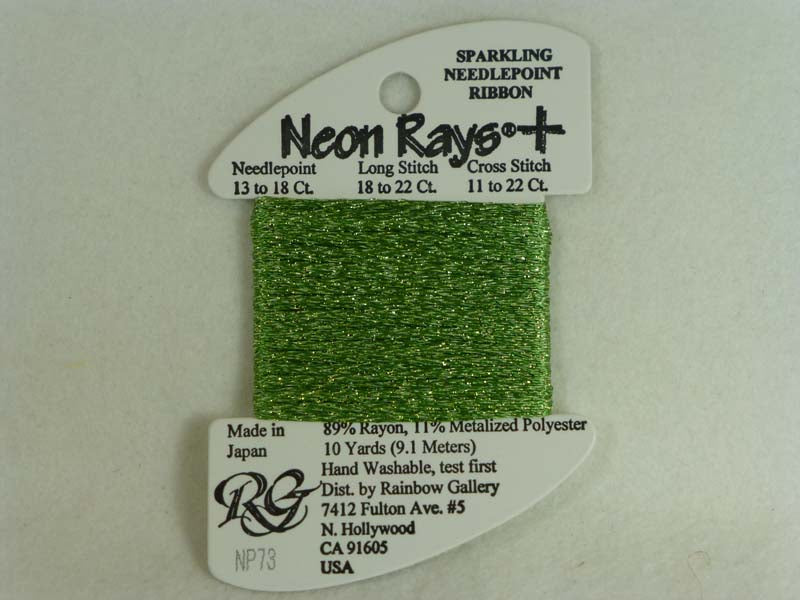 SPARKLING
NEEDLEPOINT
RIBBON
Neon Rays®+
Needlepoint Long Stitch Cross Stitch
13 to 18 Ct. 18 to 22 Ct. 11 to 22 Ct.
Made in
Japan
RG
NP73
89% Rayon, 11% Metalized Polyester
10 Yards (9.1 Meters)
Hand Washable, test first
Dist. by Rainbow Gallery
7412 Fulton Ave. #5
N. Hollywood
CA 91605
USA